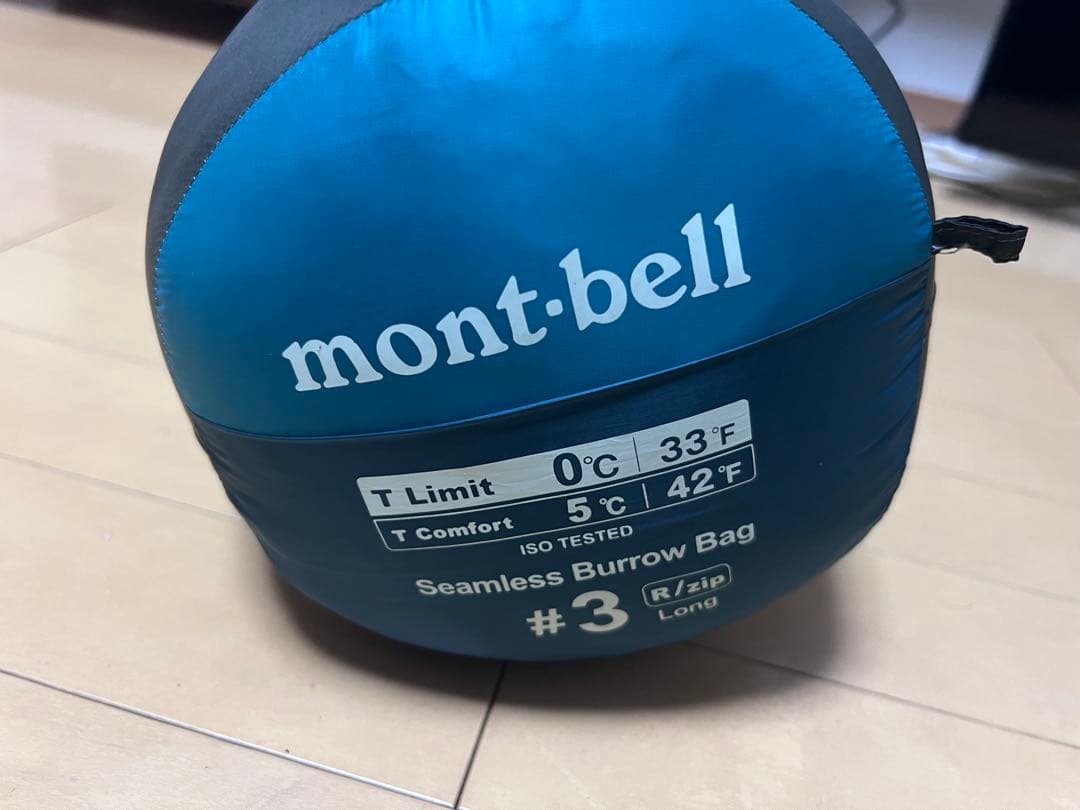 mont·bell
T Limit 0℃ 33°F
T Comfort 5℃ 42°F
ISO TESTED
Seamless Burrow Bag
#3 R/zip
Long